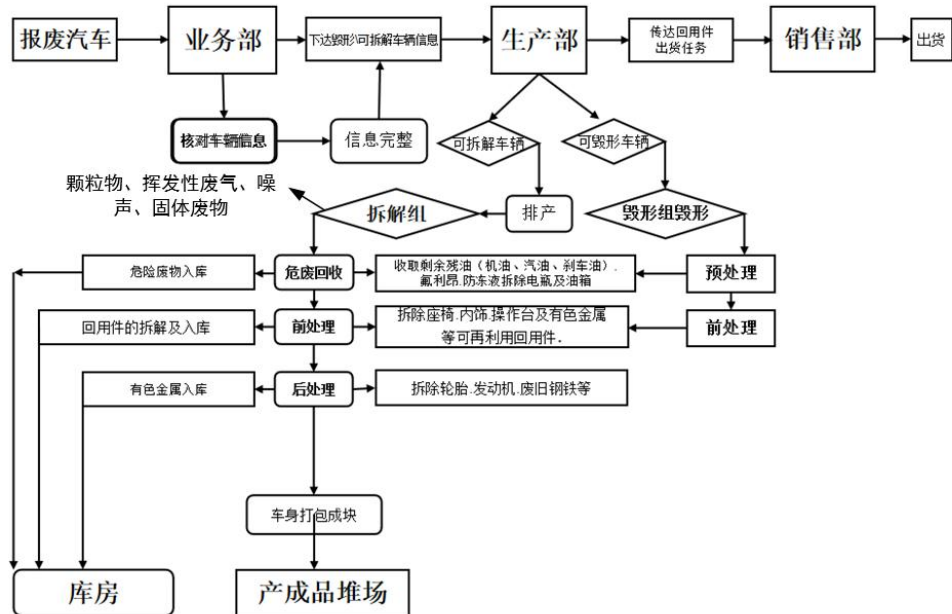 报废汽车
业务部
下达毁形\可拆解车辆信息
生产部
传达回用件
出货任务
销售部
出货
核对车辆信息
信息完整
可拆解车辆
可毁形车辆
颗粒物、挥发性废气、噪
声、固体废物
拆解组
排产
毁形组毁形
危险废物入库
危废回收
收取剩余残油（机油、汽油、刹车油）.
氟利昂.防冻液拆除电瓶及油箱
预处理
回用件的拆解及入库
前处理
拆除座椅.内饰.操作台及有色金属
等可再利用回用件.
前处理
有色金属入库
后处理
拆除轮胎.发动机.废旧钢铁等
车身打包成块
库房
产成品堆场